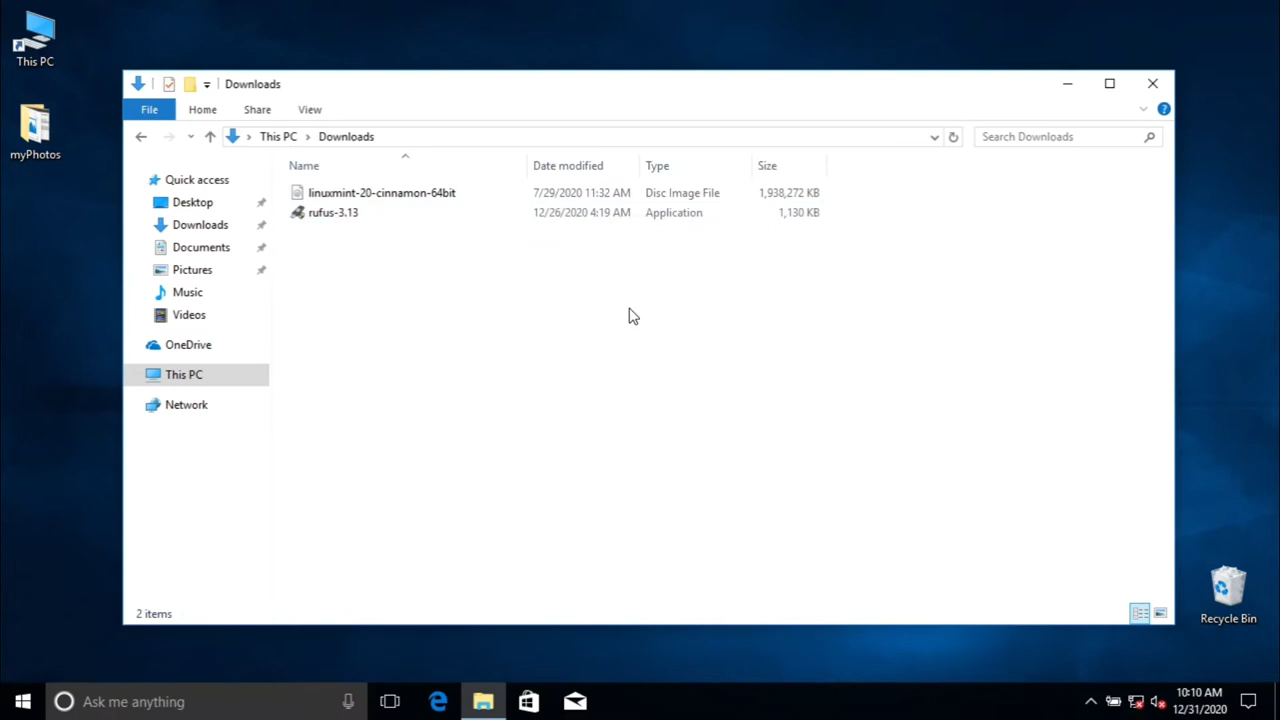 This PC
myPhotos
Downloads
File Home Share View
This PC Downloads
Search Downloads
Name Date modified Type Size
linuxmint-20-cinnamon-64bit 7/29/2020 11:32 AM Disc Image File 1,938,272 KB
rufus-3.13 12/26/2020 4:19 AM Application 1,130 KB
Quick access
Desktop
Downloads
Documents
Pictures
Music
Videos
OneDrive
This PC
Network
2 items
Recycle Bin
Ask me anything
10:10 AM
12/31/2020